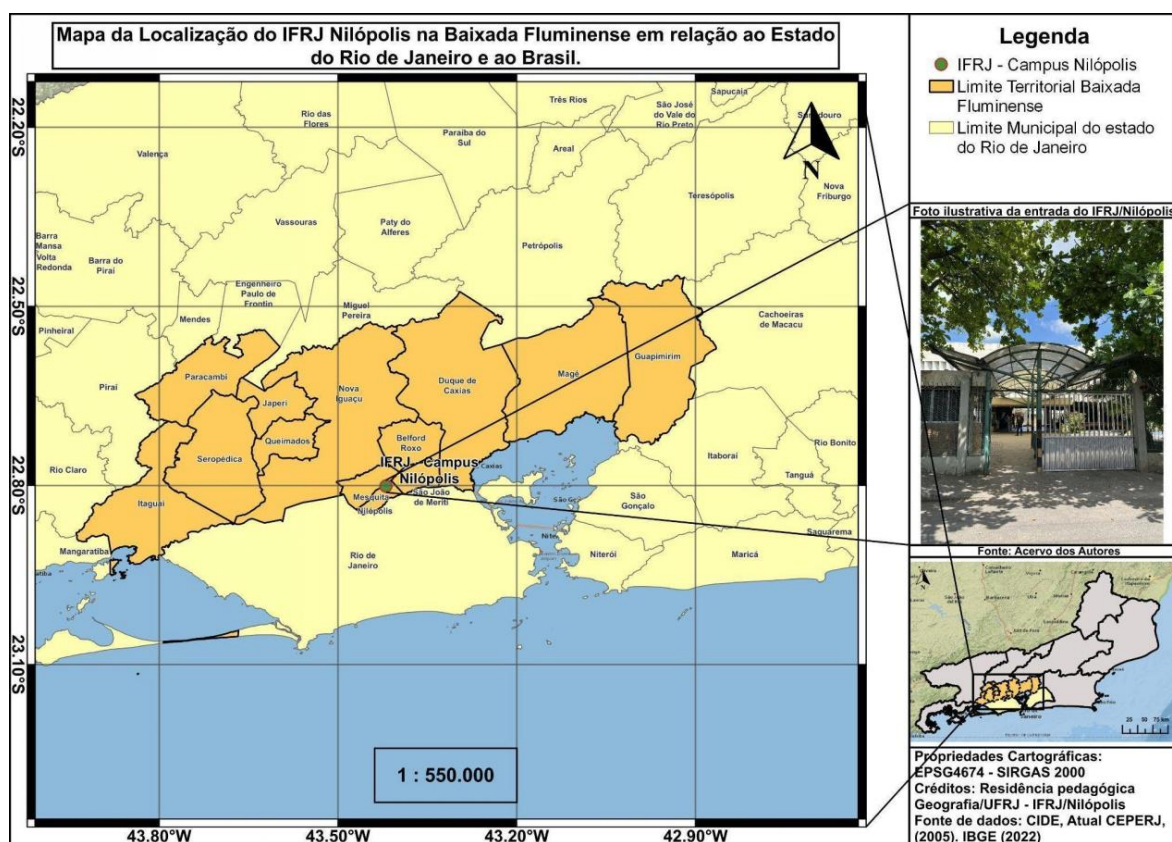 Mapa da Localização do IFRJ Nilópolis na Baixada Fluminense em relação ao Estado
do Rio de Janeiro e ao Brasil.
Legenda
IFRJ - Campus Nilópolis
Limite Territorial Baixada
Fluminense
Limite Municipal do estado
do Rio de Janeiro
22.20°S
22.50°S
22.80°S
23.10°S
Rio das
Flores
Três Rios
Sapucaia
São José
do Vale do
Rio Preto
Paraíba do
Sul
Areal
Valença
N
Teresópolis
Nova
Friburgo
Vassouras
Paty do
Alferes
Petrópolis
Barra
Mansa
Volta
Redonda
Barra do
Piraí
Engenheiro
Paulo de
Frontin
Miguel
Pereira
Mendes
Pinheiral
Cachoeiras
de Macacu
Guapimirim
Piraí
Paracambi
Duque de
Caxias
Magé
Nova
Iguaçu
Japeri
Queimados
Belford
Roxo
Seropédica
Rio Claro
Rio Bonito
Itaboraí
Tanguá
IFRJ - Campus
Nilópolis
Caxias
Itaguaí
Mesquita
São João
de Meriti
Nilópolis
São
Gonçalo
Saquarema
Mangaratiba
Rio de
Janeiro
Niterói
Maricá
1 : 550.000
43.80°W
43.50°W
43.20°W
42.90°W
Foto ilustrativa da entrada do IFRJ/Nilópolis
Fonte: Acervo dos Autores
Janeiro
25 50 75 km
Propriedades Cartográficas:
EPSG4674 - SIRGAS 2000
Créditos: Residência pedagógica
Geografia/UFRJ - IFRJ/Nilópolis
Fonte de dados: CIDE, Atual CEPERJ,
(2005). IBGE (2022)